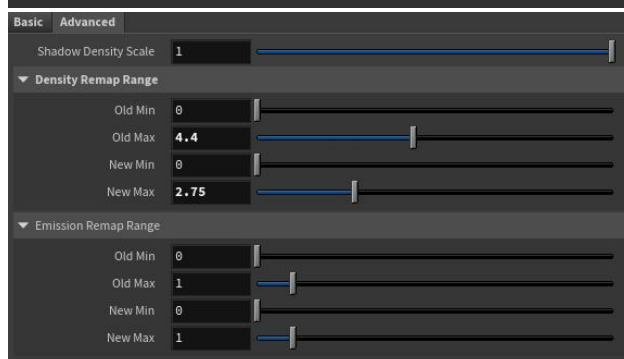 Basic Advanced
Shadow Density Scale 1
Density Remap Range
Old Min 0
Old Max 4.4
New Min 0
New Max 2.75
Emission Remap Range
Old Min 0
Old Max 1
New Min 0
New Max 1